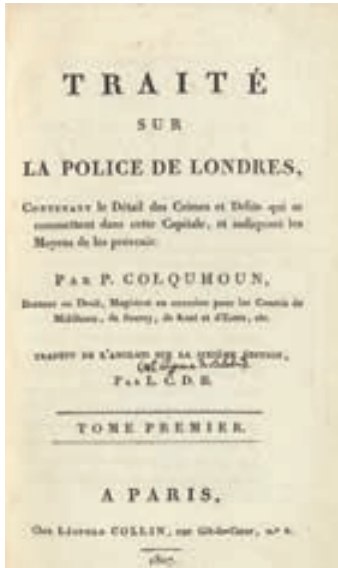 TRAITÉ
SUR
LA POLICE DE LONDRES,
CONTENANT le Détail des Crimes et Délits qui se
commettent dans cette Capitale, et indiquant les
Moyens de les prévenir.
PAR P. COLQUHOUN,
Docteur en Droit, Magistrat en exercice pour les Comtés de
Middlesex, de Surrey, de Kent et d'Essex, etc.
TRADUIT DE L'ANGLAIS SUR LA SIXIÈME ÉDITION,
PAR L. C. D. B.
TOME PREMIER.
A PARIS,
Chez LÉOPOLD COLLIN, rue Gît-le-Cœur, n.º 4.
1807.